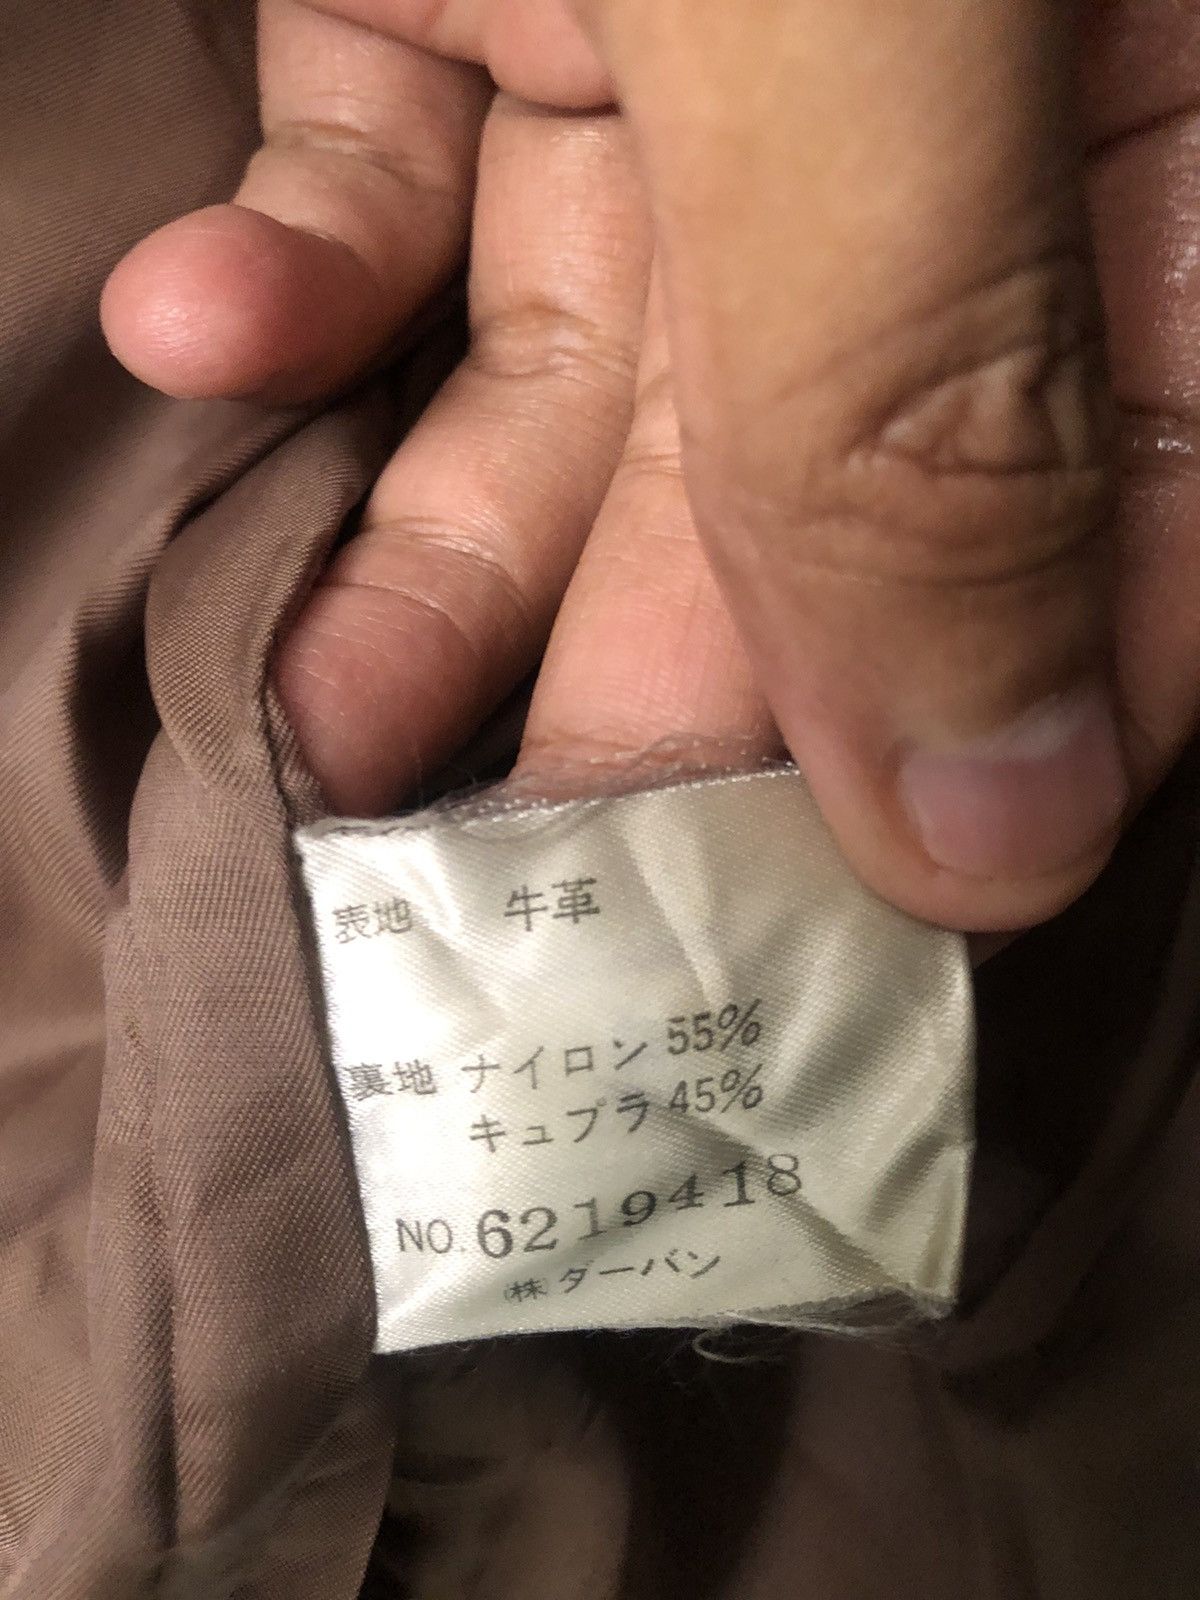 表地 牛革
裏地 ナイロン 55%
キュプラ 45%
NO. 6219418
㈱ ダーバン